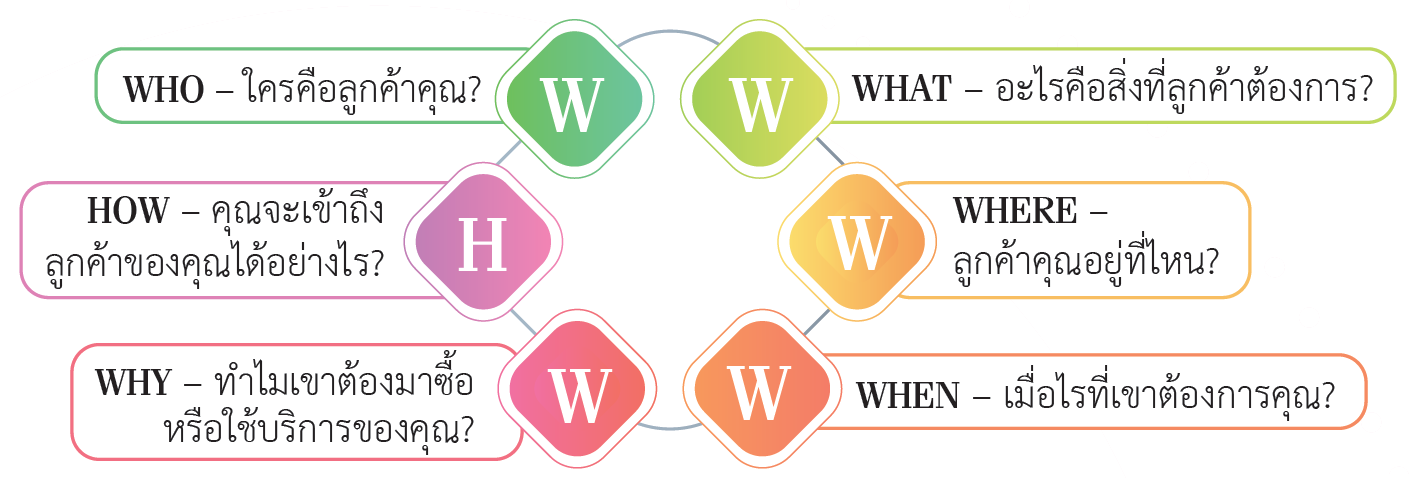 W
WHO – ใครคือลูกค้าคุณ?
W
WHAT – อะไรคือสิ่งที่ลูกค้าต้องการ?
W
WHERE –
ลูกค้าคุณอยู่ที่ไหน?
W
WHEN – เมื่อไรที่เขาต้องการคุณ?
W
WHY – ทำไมเขาต้องมาซื้อ
หรือใช้บริการของคุณ?
H
HOW – คุณจะเข้าถึง
ลูกค้าของคุณได้อย่างไร?